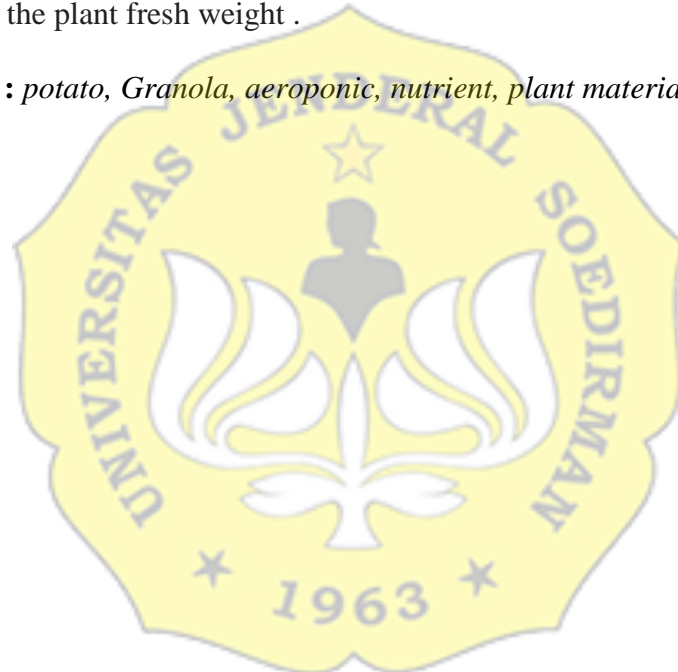 the plant fresh weight .
: potato, Granola, aeroponic, nutrient, plant materia
UNIVERSITAS JENDERAL SOEDIRMAN
1963